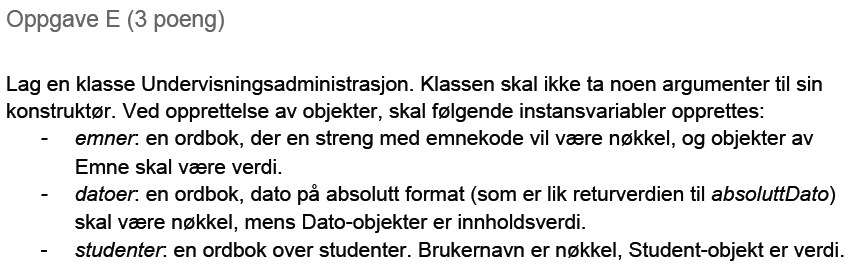 Oppgave E (3 poeng)
Lag en klasse Undervisningsadministrasjon. Klassen skal ikke ta noen argumenter til sin
konstruktør. Ved opprettelse av objekter, skal følgende instansvariabler opprettes:
- emner: en ordbok, der en streng med emnekode vil være nøkkel, og objekter av
Emne skal være verdi.
- datoer: en ordbok, dato på absolutt format (som er lik returverdien til absoluttDato)
skal være nøkkel, mens Dato-objekter er innholdsverdi.
- studenter: en ordbok over studenter. Brukernavn er nøkkel, Student-objekt er verdi.